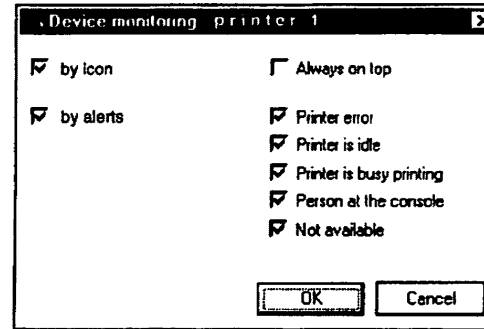 Device monitoring printer 1
by icon
Always on top
by alerts
Printer error
Printer is idle
Printer is busy printing
Person at the console
Not available
OK
Cancel